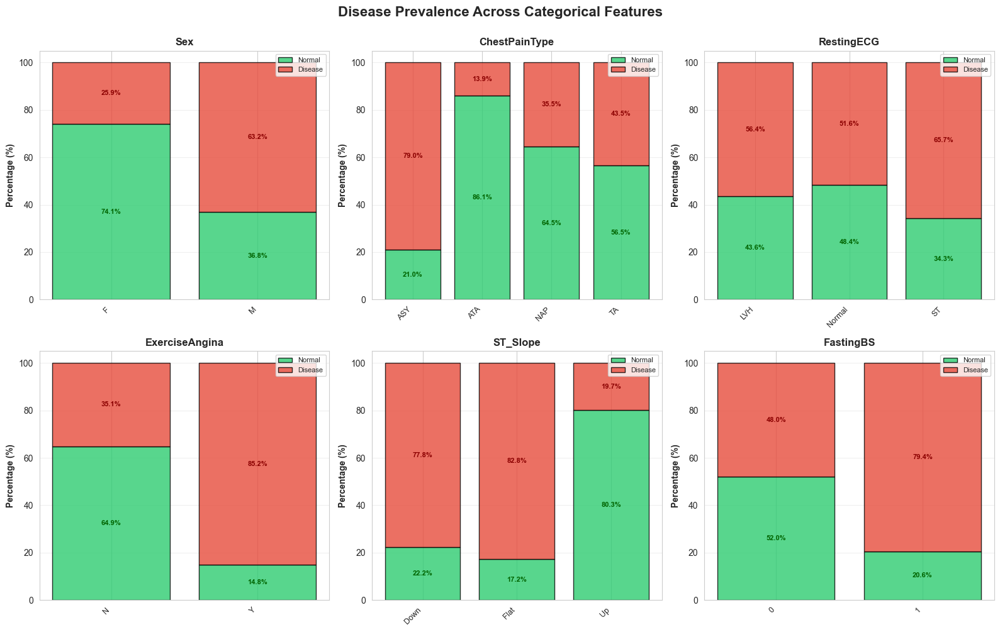 Disease Prevalence Across Categorical Features
Sex
Percentage (%)
100
80
60
40
20
0
Normal
Disease
25.9%
74.1%
63.2%
36.8%
F
M
ChestPainType
Percentage (%)
100
80
60
40
20
0
Normal
Disease
79.0%
21.0%
13.9%
86.1%
35.5%
64.5%
43.5%
56.5%
ASY
ATA
NAP
TA
RestingECG
Percentage (%)
100
80
60
40
20
0
Normal
Disease
56.4%
43.6%
51.6%
48.4%
65.7%
34.3%
LVH
Normal
ST
ExerciseAngina
Percentage (%)
100
80
60
40
20
0
Normal
Disease
35.1%
64.9%
85.2%
14.8%
N
Y
ST_Slope
Percentage (%)
100
80
60
40
20
0
Normal
Disease
77.8%
22.2%
82.8%
17.2%
19.7%
80.3%
Down
Flat
Up
FastingBS
Percentage (%)
100
80
60
40
20
0
Normal
Disease
48.0%
52.0%
79.4%
20.6%
0
1